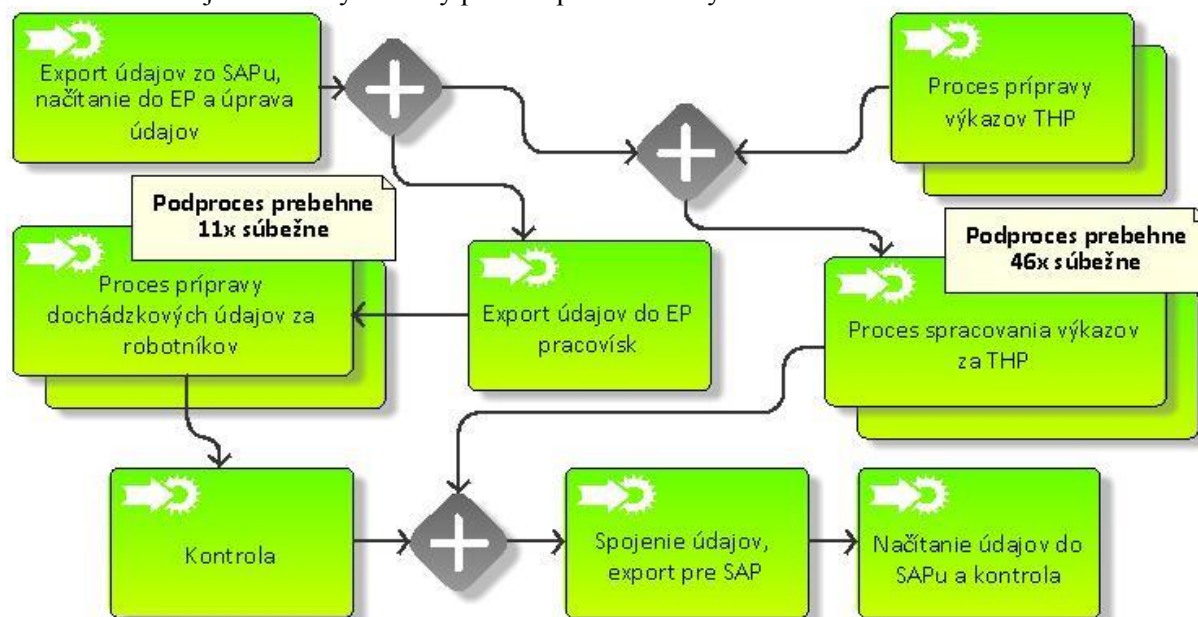 Export údajov zo SAPu,
načítanie do EP a úprava
údajov
Proces prípravy
výkazov THP
Podproces prebehne
11x súbežne
Proces prípravy
dochádzkových údajov za
robotníkov
Export údajov do EP
pracovísk
Podproces prebehne
46x súbežne
Proces spracovania výkazov
za THP
Kontrola
Spojenie údajov,
export pre SAP
Načítanie údajov do
SAPu a kontrola